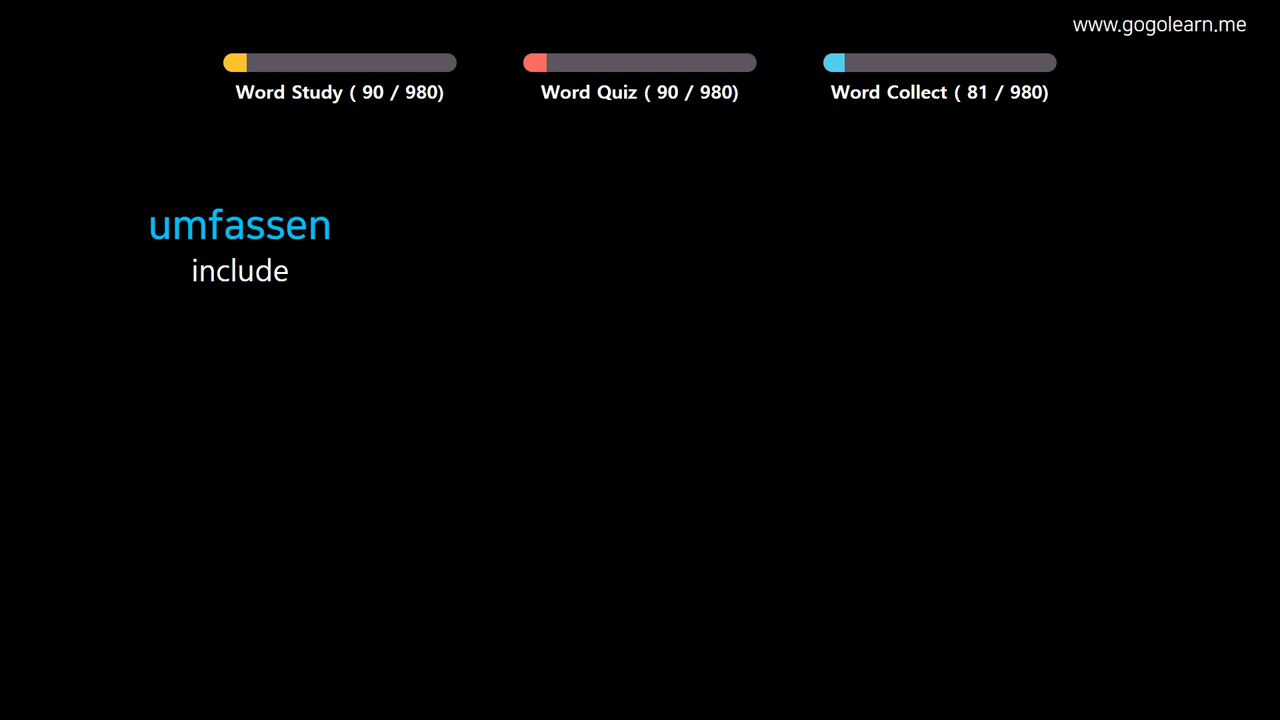 www.gogolearn.me
Word Study ( 90 / 980)
Word Quiz ( 90 / 980)
Word Collect ( 81 / 980)
umfassen
include